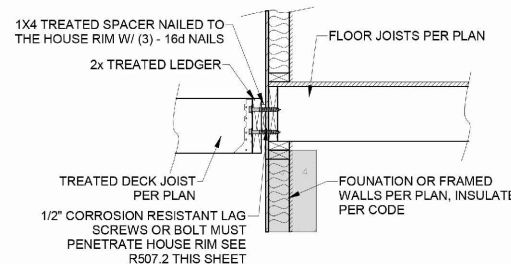 1X4 TREATED SPACER NAILED TO
THE HOUSE RIM W/ (3) - 16d NAILS
2x TREATED LEDGER
FLOOR JOISTS PER PLAN
TREATED DECK JOIST
PER PLAN
1/2" CORROSION RESISTANT LAG
SCREWS OR BOLT MUST
PENETRATE HOUSE RIM SEE
R507.2 THIS SHEET
FOUNATION OR FRAMED
WALLS PER PLAN, INSULATE
PER CODE